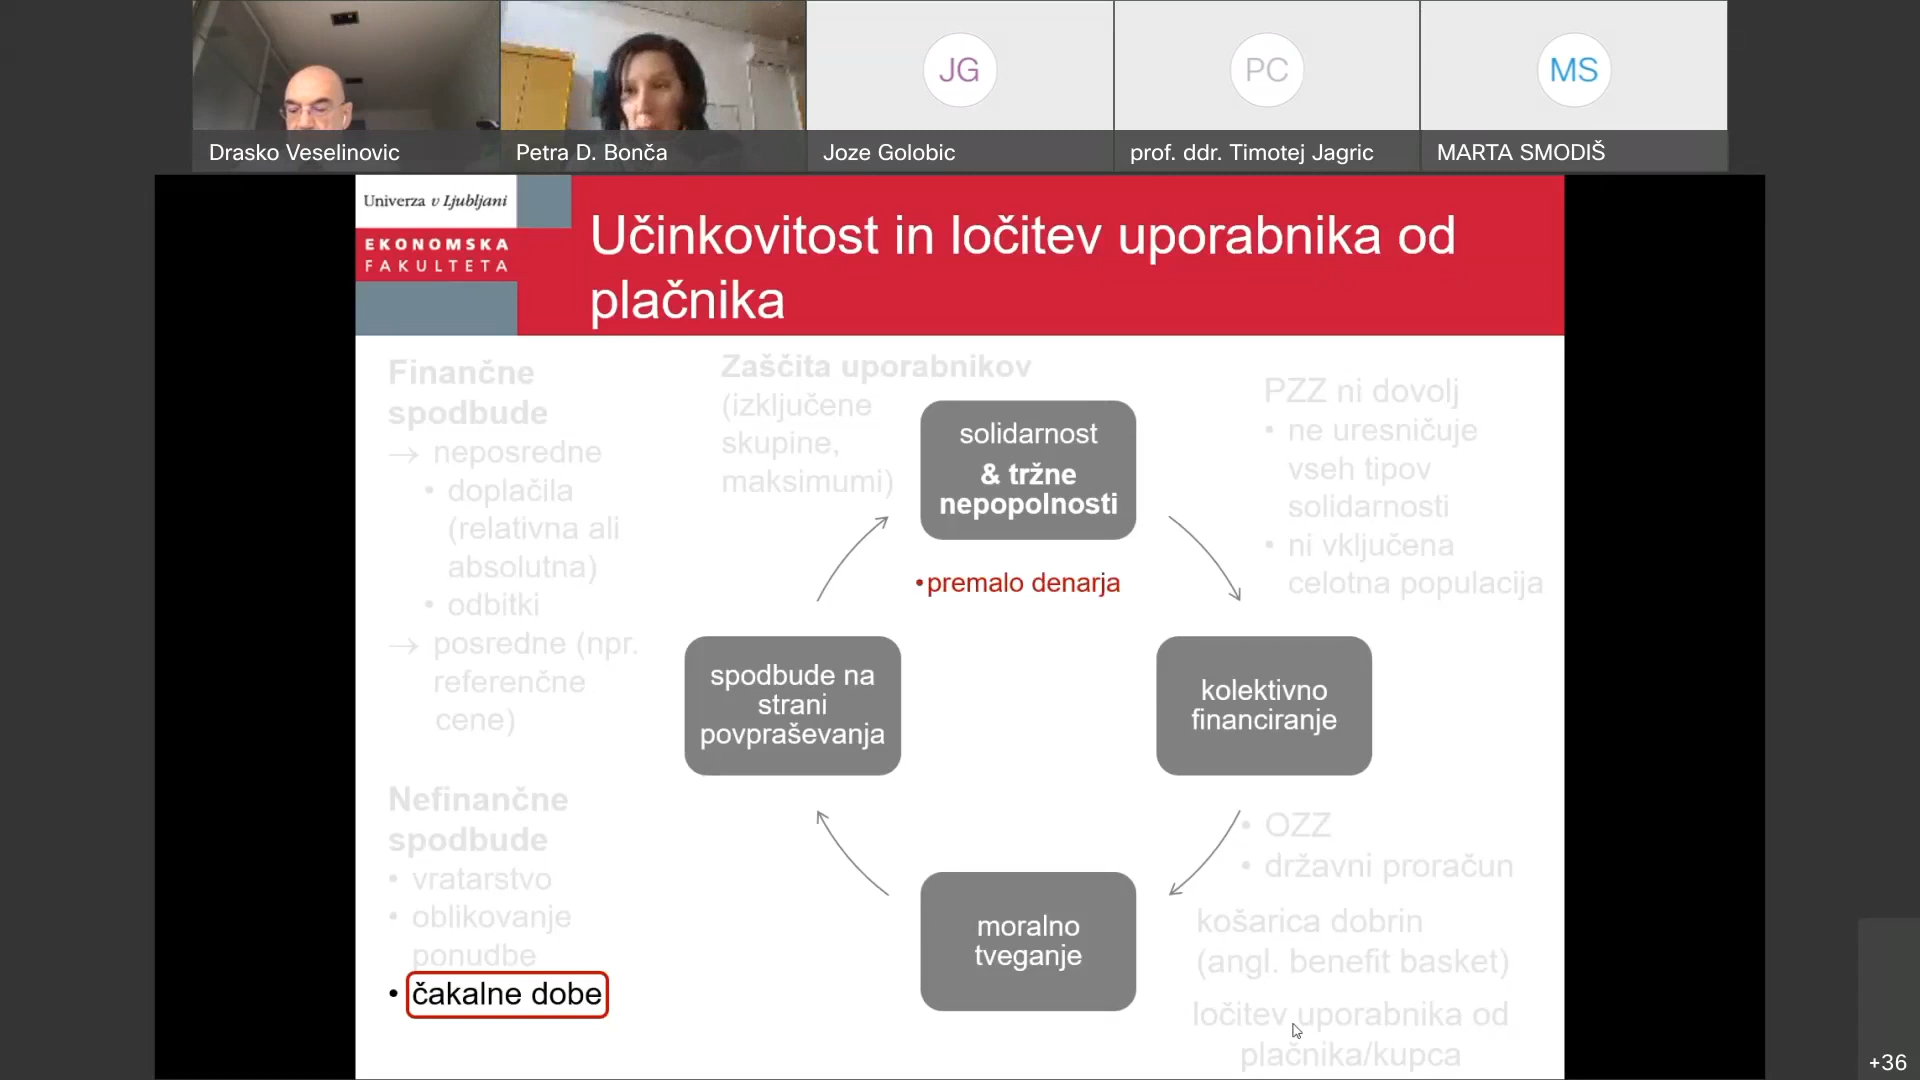 JG
PC
MS
Drasko Veselinovic
Petra D. Bonča
Joze Golobic
prof. ddr. Timotej Jagric
MARTA SMODIŠ
Univerza v Ljubljani
EKONOMSKA
FAKULTETA
Učinkovitost in ločitev uporabnika od
plačnika
Finančne
spodbude
→ neposredne
• doplačila
(relativna ali
absolutna)
• odbitki
→ posredne (npr.
referenčne
cene)
Nefinančne
spodbude
• vratarstvo
• oblikovanje
ponudbe
• čakalne dobe
Zaščita uporabnikov
(izključene
skupine,
maksimumi)
solidarnost
& tržne
nepopolnosti
• premalo denarja
spodbude na
strani
povpraševanja
kolektivno
financiranje
moralno
tveganje
PZZ ni dovolj
• ne uresničuje
vseh tipov
solidarnosti
• ni vključena
celotna populacija
• OZZ
• državni proračun
košarica dobrin
(angl. benefit basket)
ločitev uporabnika od
plačnika/kupca
+36